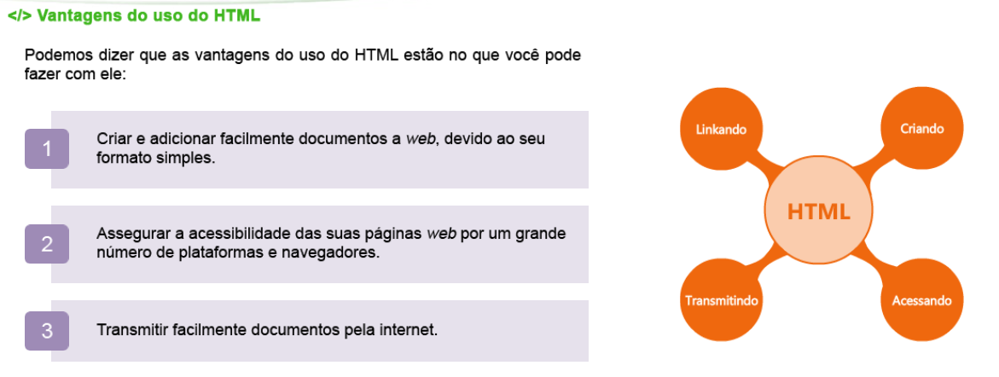 </> Vantagens do uso do HTML
Podemos dizer que as vantagens do uso do HTML estão no que você pode
fazer com ele:
1
Criar e adicionar facilmente documentos a web, devido ao seu
formato simples.
2
Assegurar a acessibilidade das suas páginas web por um grande
número de plataformas e navegadores.
3
Transmitir facilmente documentos pela internet.
Linkando
Criando
HTML
Transmitindo
Acessando